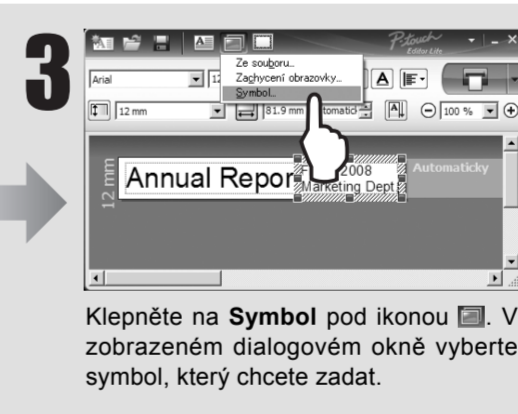 3
P-touch
Editor Lite
Ze souboru...
Zachycení obrazovky...
Symbol...
Arial
12
A
12 mm
81.9 mm
100 %
12 mm
Annual Repor
2008
Marketing Dept
Automaticky
Klepněte na Symbol pod ikonou . V
zobrazeném dialogovém okně vyberte
symbol, který chcete zadat.